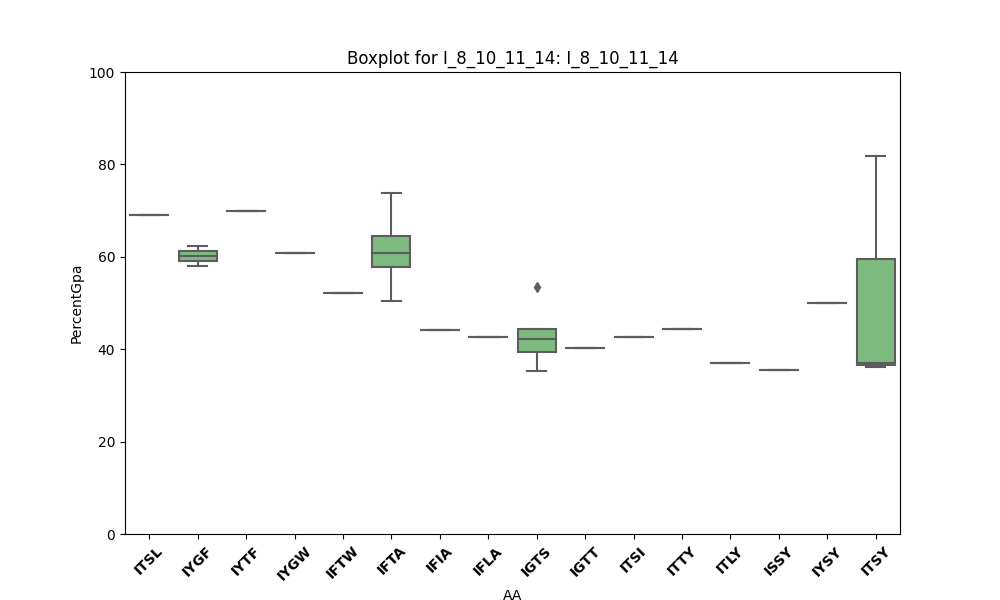 Boxplot for I_8_10_11_14: I_8_10_11_14
PercentGpa
100
80
60
40
20
0
ITSL IYGF IYTF IYGW IFTW IFTA IFIA IFLA IGTS IGTT ITSI ITTY ITLY ISSY IYSY ITSY
AA